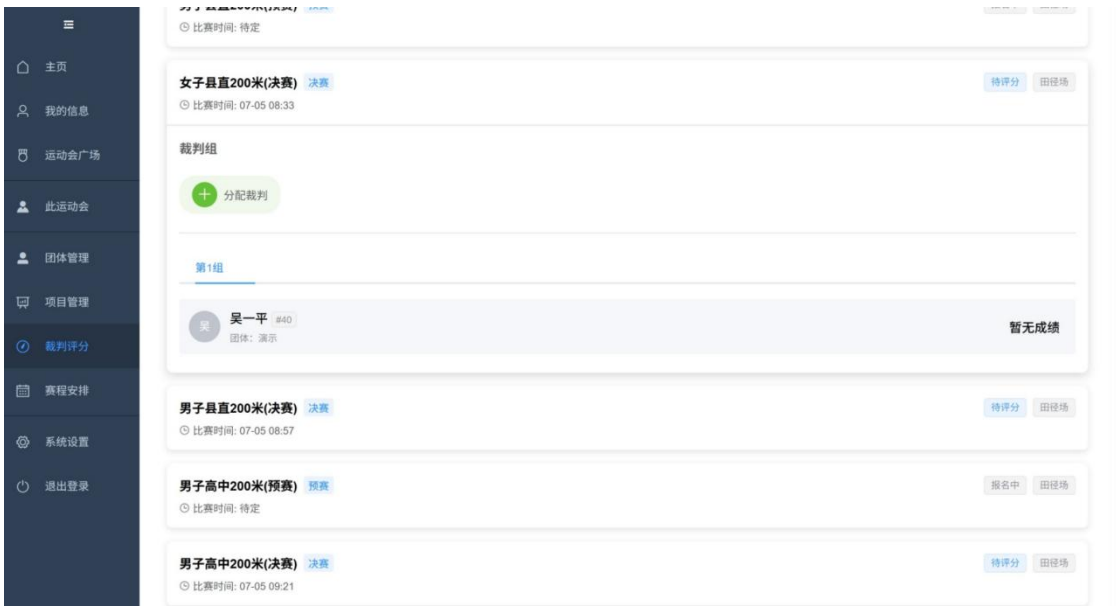 主页
我的信息
运动会广场
此运动会
团体管理
项目管理
裁判评分
赛程安排
系统设置
退出登录
比赛时间: 待定
女子县直200米(决赛) 决赛 待评分 田径场
比赛时间: 07-05 08:33
裁判组
分配裁判
第1组
吴 吴一平 #40
团体: 演示
暂无成绩
男子县直200米(决赛) 决赛 待评分 田径场
比赛时间: 07-05 08:57
男子高中200米(预赛) 预赛 报名中 田径场
比赛时间: 待定
男子高中200米(决赛) 决赛 待评分 田径场
比赛时间: 07-05 09:21